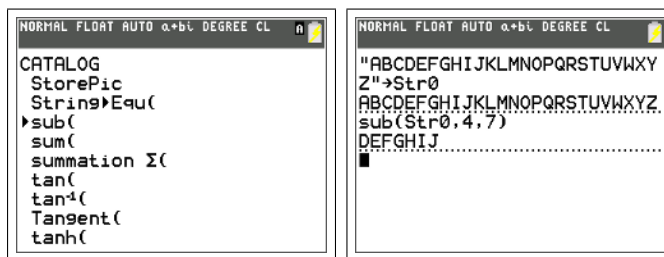 NORMAL FLOAT AUTO a+bi DEGREE CL
CATALOG
StorePic
String▶Equ(
▶sub(
sum(
summation Σ(
tan(
tan⁻¹(
Tangent(
tanh(
NORMAL FLOAT AUTO a+bi DEGREE CL
"ABCDEFGHIJKLMNOPQRSTUVWXY
Z"→Str0
ABCDEFGHIJKLMNOPQRSTUVWXYZ
sub(Str0,4,7)
DEFGHIJ